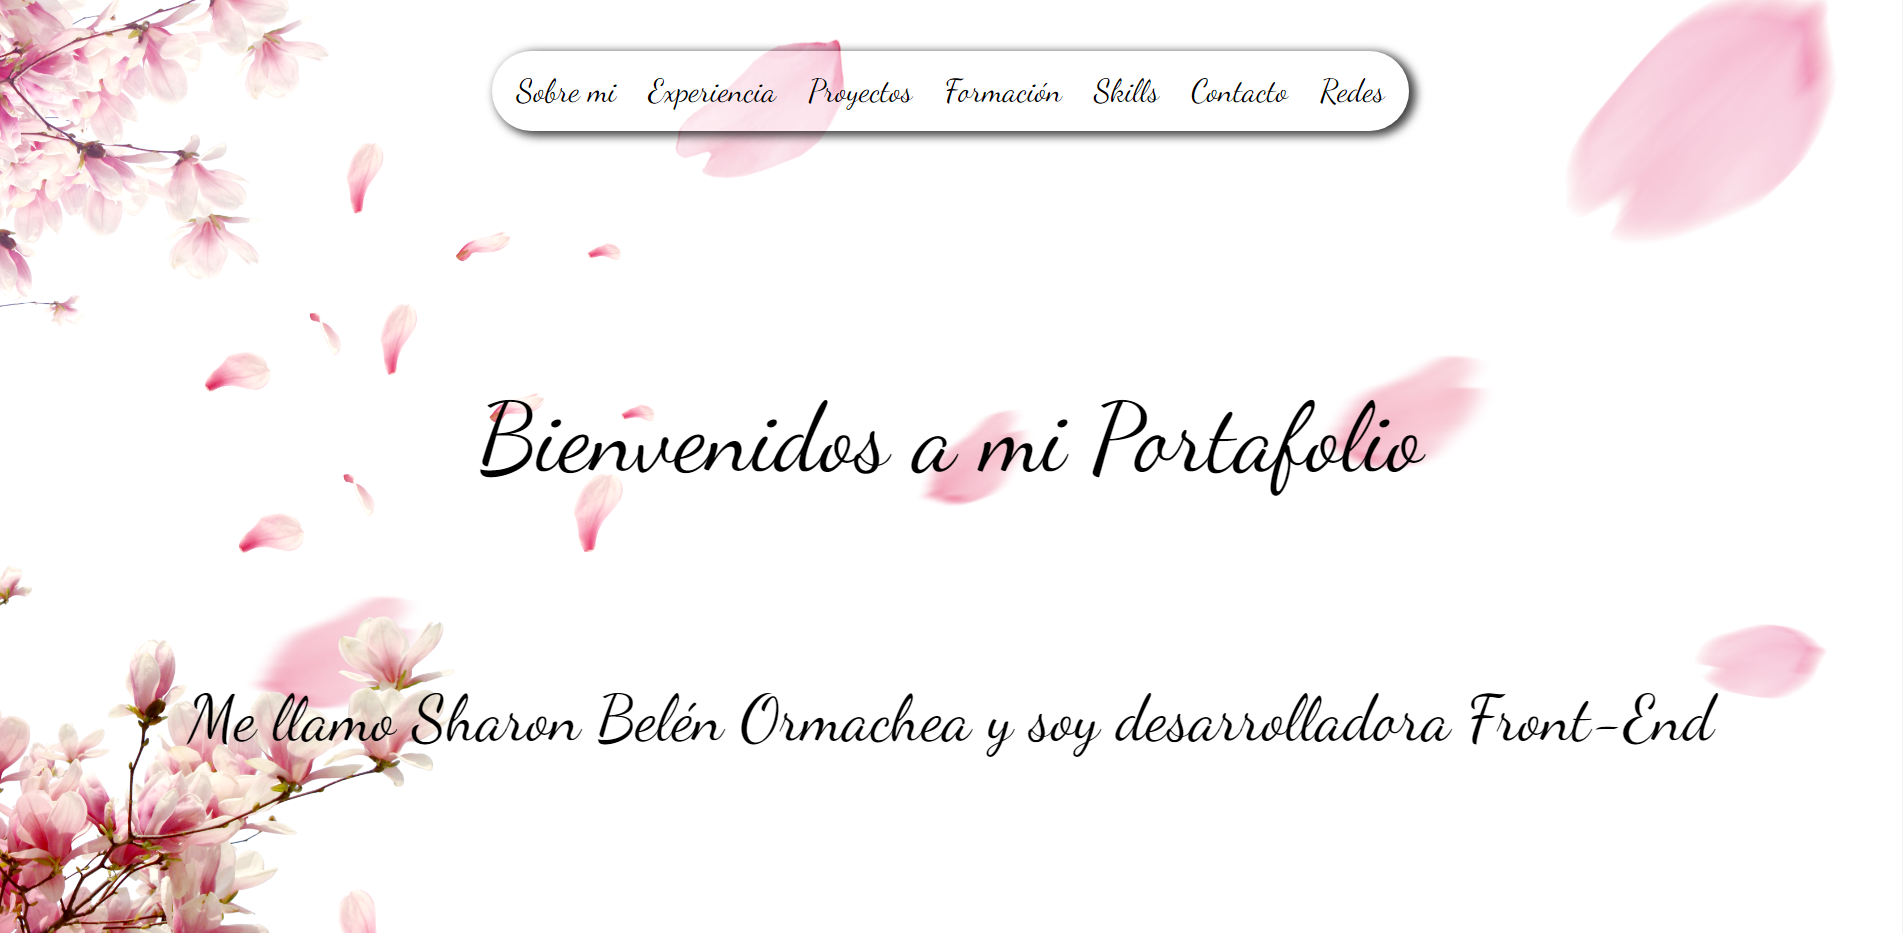 Sobre mi Experiencia Proyectos Formación Skills Contacto Redes
Bienvenidos a mi Portafolio
Me llamo Sharon Belén Ormachea y soy desarrolladora Front-End